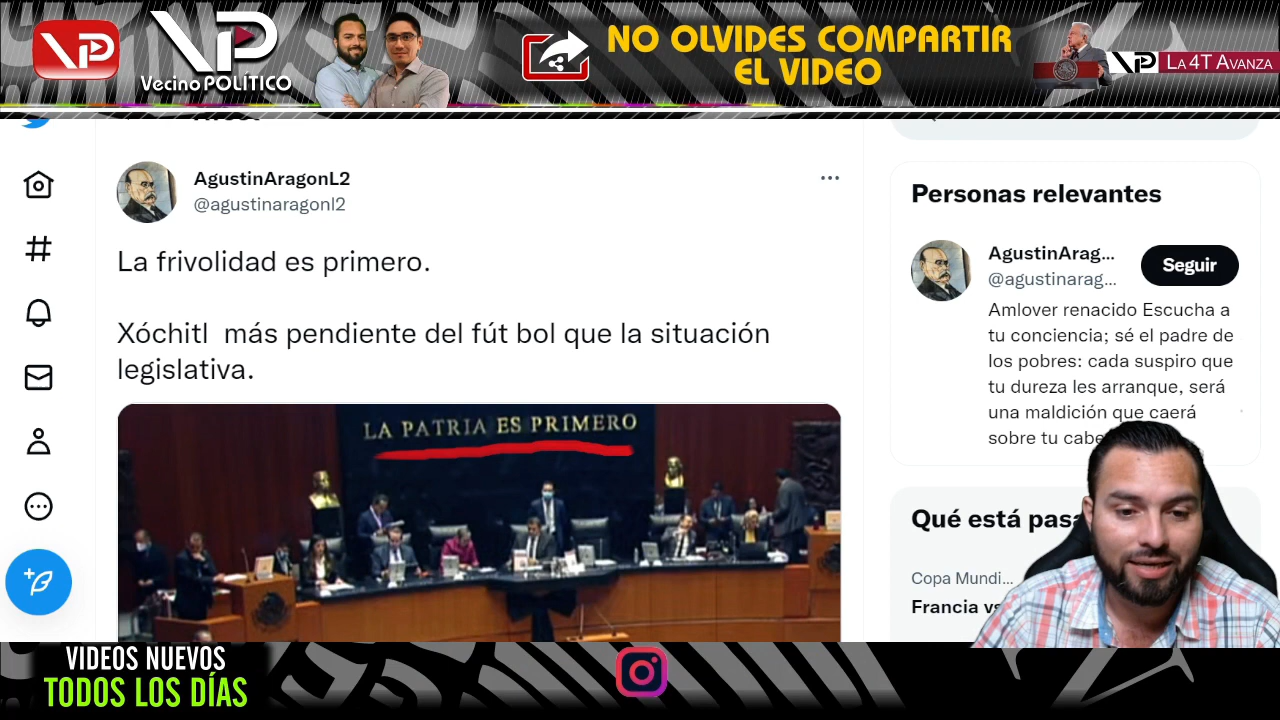 VP
VP
Vecino POLÍTICO
NO OLVIDES COMPARTIR
EL VIDEO
VP
LA 4T AVANZA
AgustinAragonL2
@agustinaragonl2
La frivolidad es primero.
Xóchitl más pendiente del fút bol que la situación
legislativa.
LA PATRIA ES PRIMERO
Personas relevantes
AgustinArag...
@agustinarag...
Seguir
Amlover renacido Escucha a
tu conciencia; sé el padre de
los pobres: cada suspiro que
tu dureza les arranque, será
una maldición que caerá
sobre tu cabe
Qué está pasa
Copa Mundi...
Francia vs
VIDEOS NUEVOS
TODOS LOS DÍAS